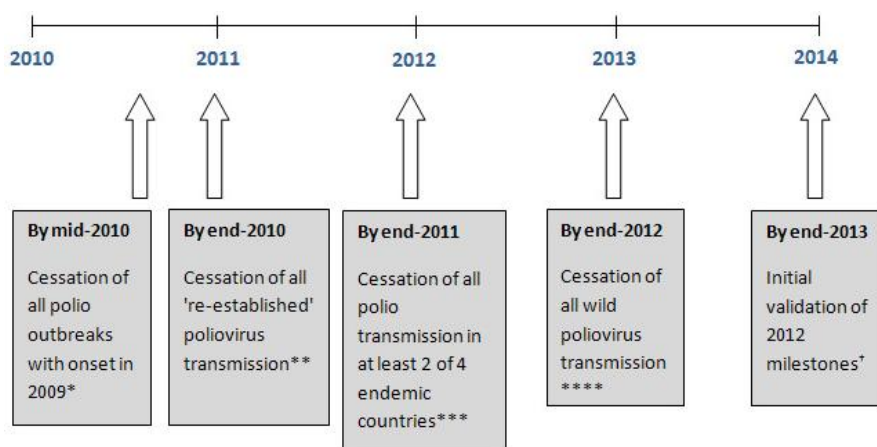 2010 2011 2012 2013 2014
By mid-2010
Cessation of
all polio
outbreaks
with onset in
2009*
By end-2010
Cessation of all
're-established'
poliovirus
transmission**
By end-2011
Cessation of all
polio
transmission in
at least 2 of 4
endemic
countries***
By end-2012
Cessation of
all wild
poliovirus
transmission
****
By end-2013
Initial
validation of
2012
milestones⁺